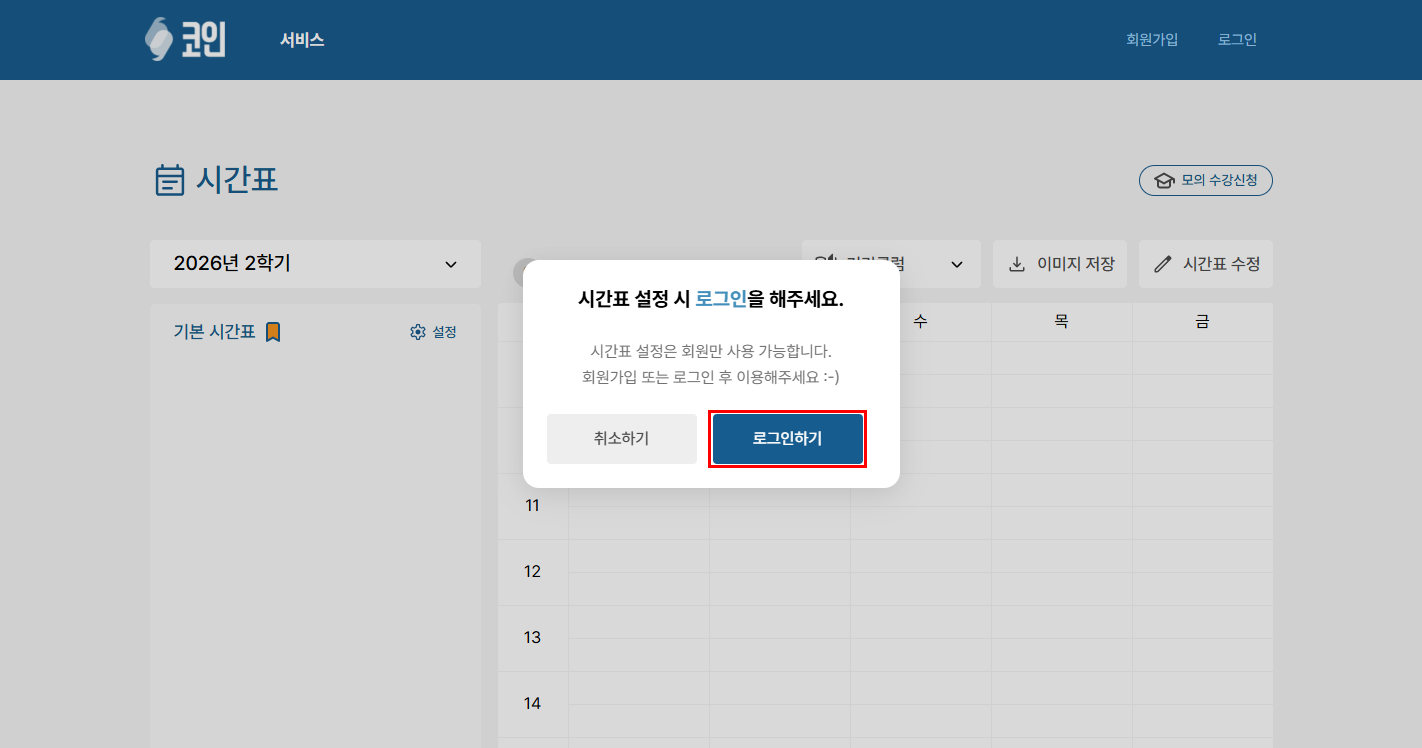 코인
서비스
회원가입
로그인
시간표
모의 수강신청
2026년 2학기
이미지 저장
시간표 수정
기본 시간표
설정
시간표 설정 시 로그인을 해주세요.
시간표 설정은 회원만 사용 가능합니다.
회원가입 또는 로그인 후 이용해주세요 :-)
취소하기
로그인하기
수
목
금
11
12
13
14